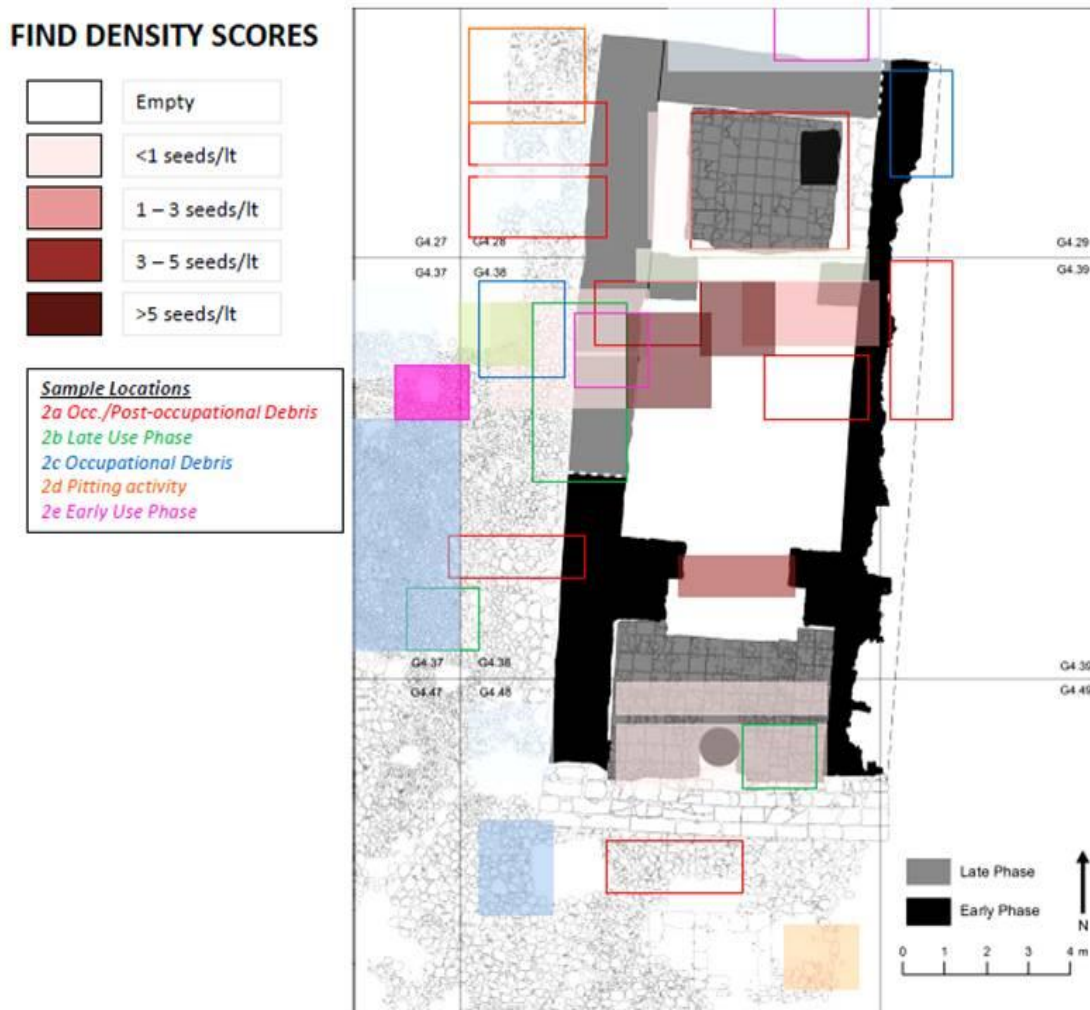 FIND DENSITY SCORES
Empty
<1 seeds/lt
1 – 3 seeds/lt
3 – 5 seeds/lt
>5 seeds/lt
Sample Locations
2a Occ./Post-occupational Debris
2b Late Use Phase
2c Occupational Debris
2d Pitting activity
2e Early Use Phase
G4.27 G4.28 G4.29
G4.37 G4.38 G4.39
G4.37 G4.38 G4.39
G4.47 G4.48 G4.49
Late Phase
Early Phase
N
0 1 2 3 4 m